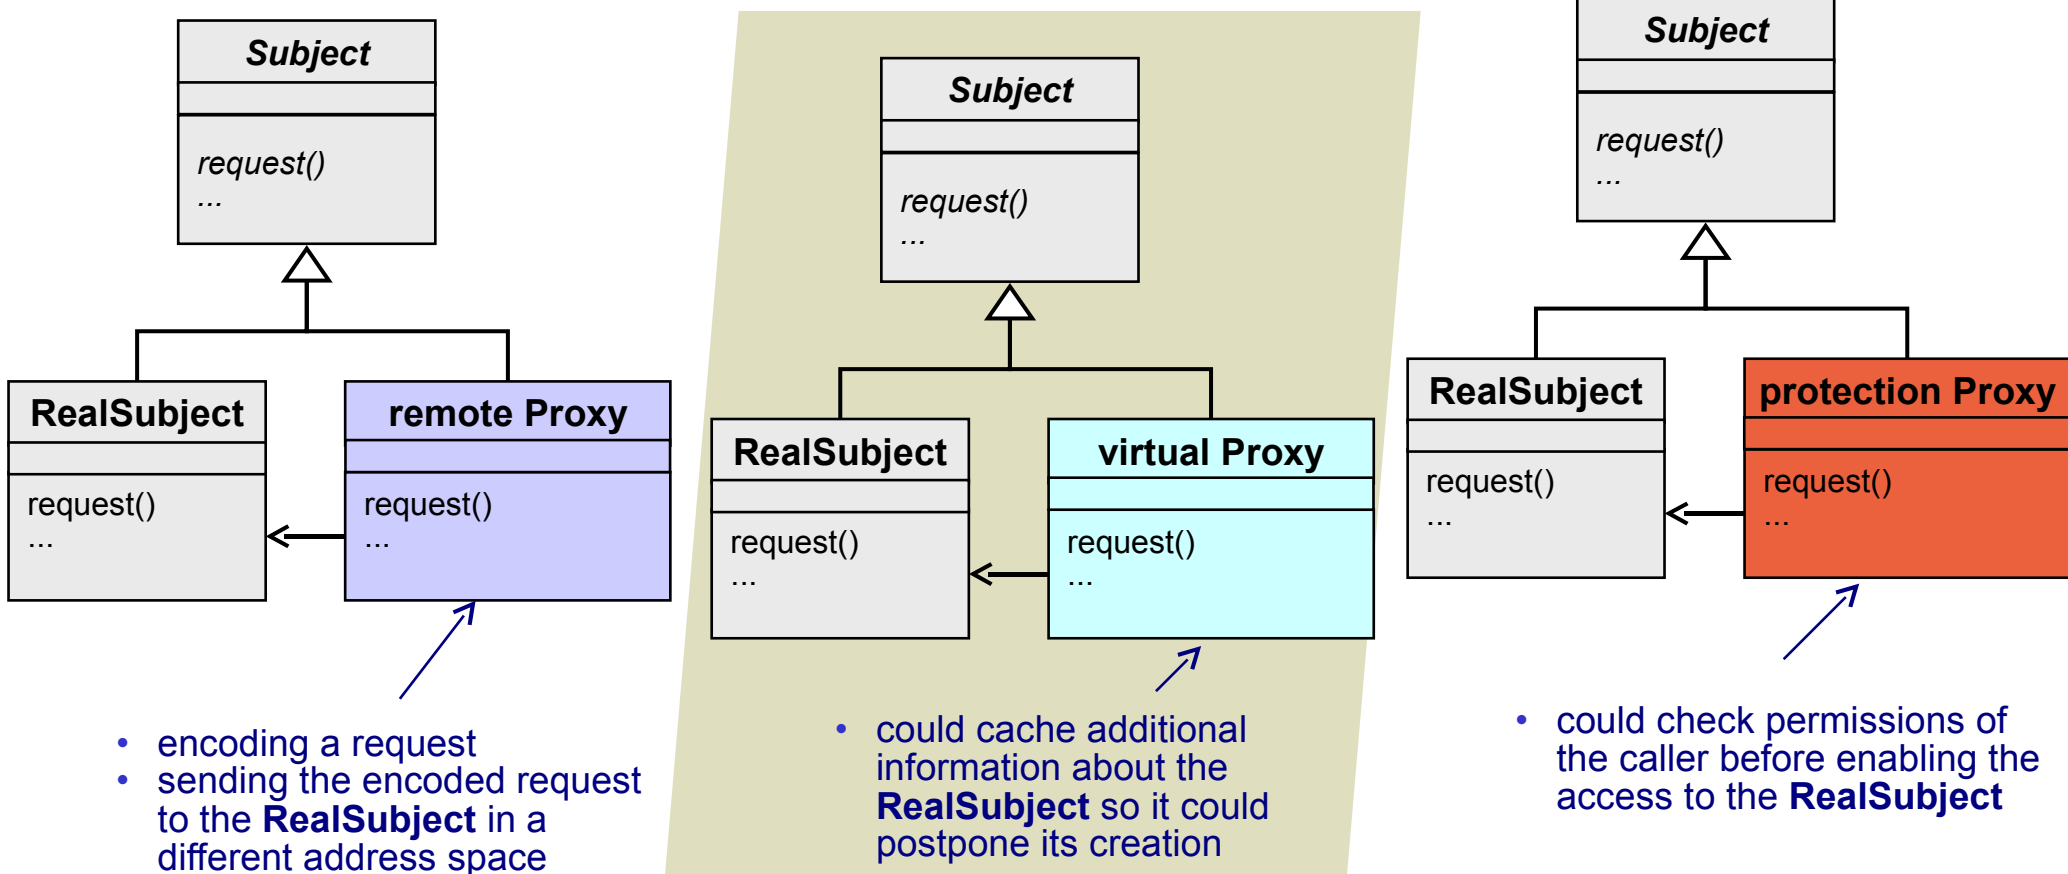 Subject
request()
...
RealSubject
request()
...
remote Proxy
request()
...
• encoding a request
• sending the encoded request
to the RealSubject in a
different address space
Subject
request()
...
RealSubject
request()
...
virtual Proxy
request()
...
• could cache additional
information about the
RealSubject so it could
postpone its creation
Subject
request()
...
RealSubject
request()
...
protection Proxy
request()
...
• could check permissions of
the caller before enabling the
access to the RealSubject